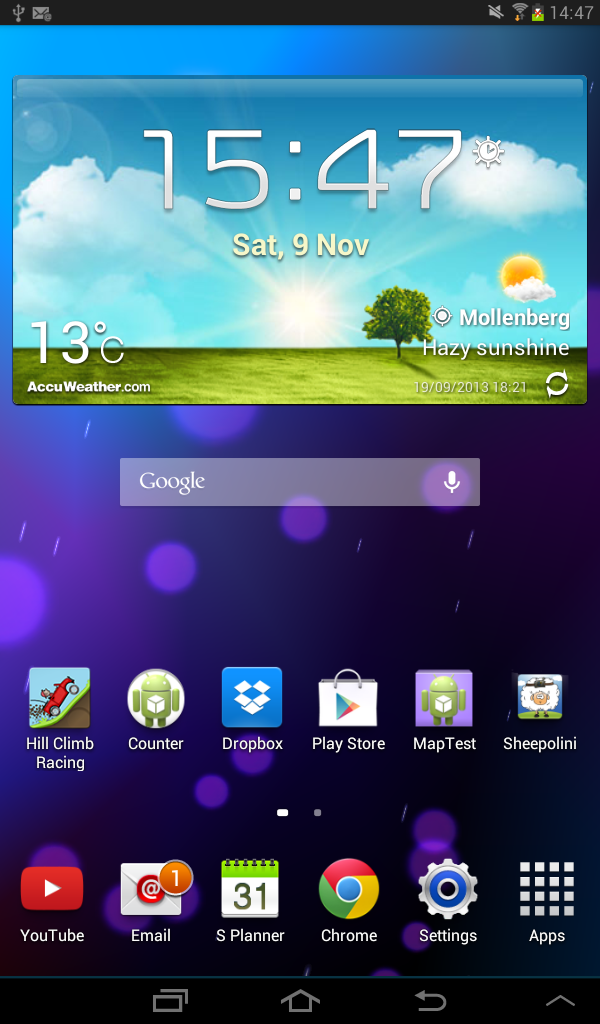 14:47
15:47
Sat, 9 Nov
13°C
Mollenberg
Hazy sunshine
AccuWeather.com
19/09/2013 18:21
Google
Hill Climb
Racing
Counter
Dropbox
Play Store
MapTest
Sheepolini
@
1
31
YouTube
Email
S Planner
Chrome
Settings
Apps